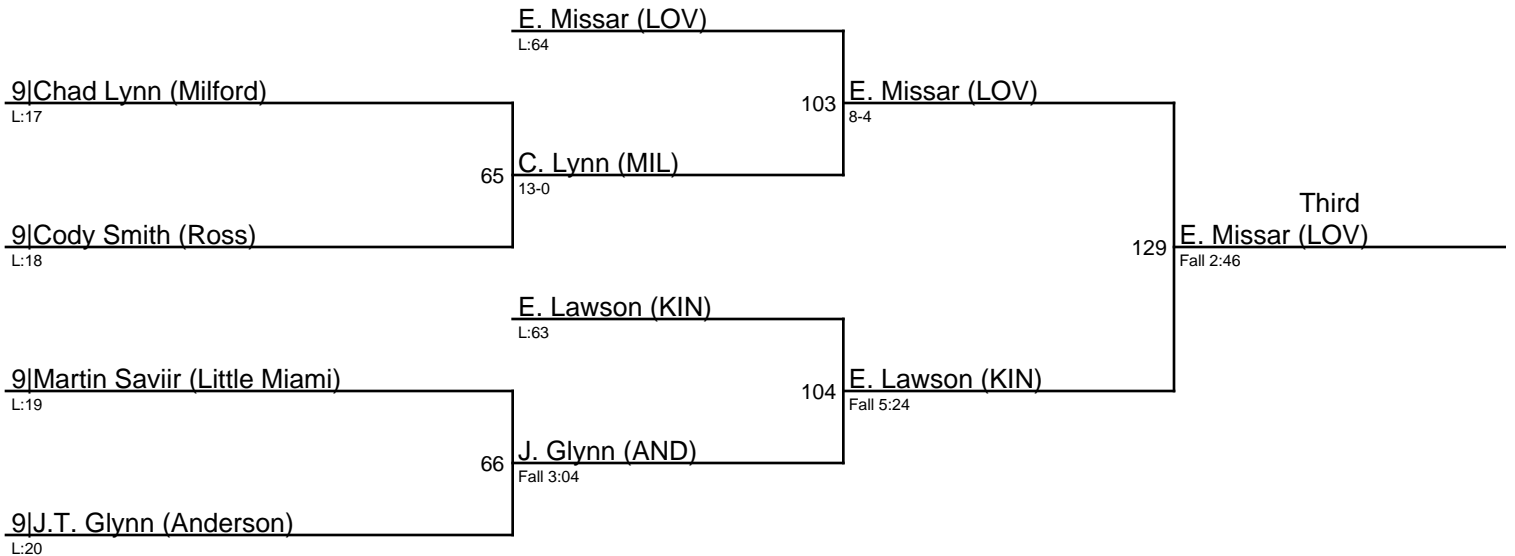 E. Missar (LOV)
L:64
9|Chad Lynn (Milford)
L:17
103
E. Missar (LOV)
8-4
65
C. Lynn (MIL)
13-0
Third
9|Cody Smith (Ross)
L:18
129
E. Missar (LOV)
Fall 2:46
E. Lawson (KIN)
L:63
9|Martin Saviir (Little Miami)
L:19
104
E. Lawson (KIN)
Fall 5:24
66
J. Glynn (AND)
Fall 3:04
9|J.T. Glynn (Anderson)
L:20